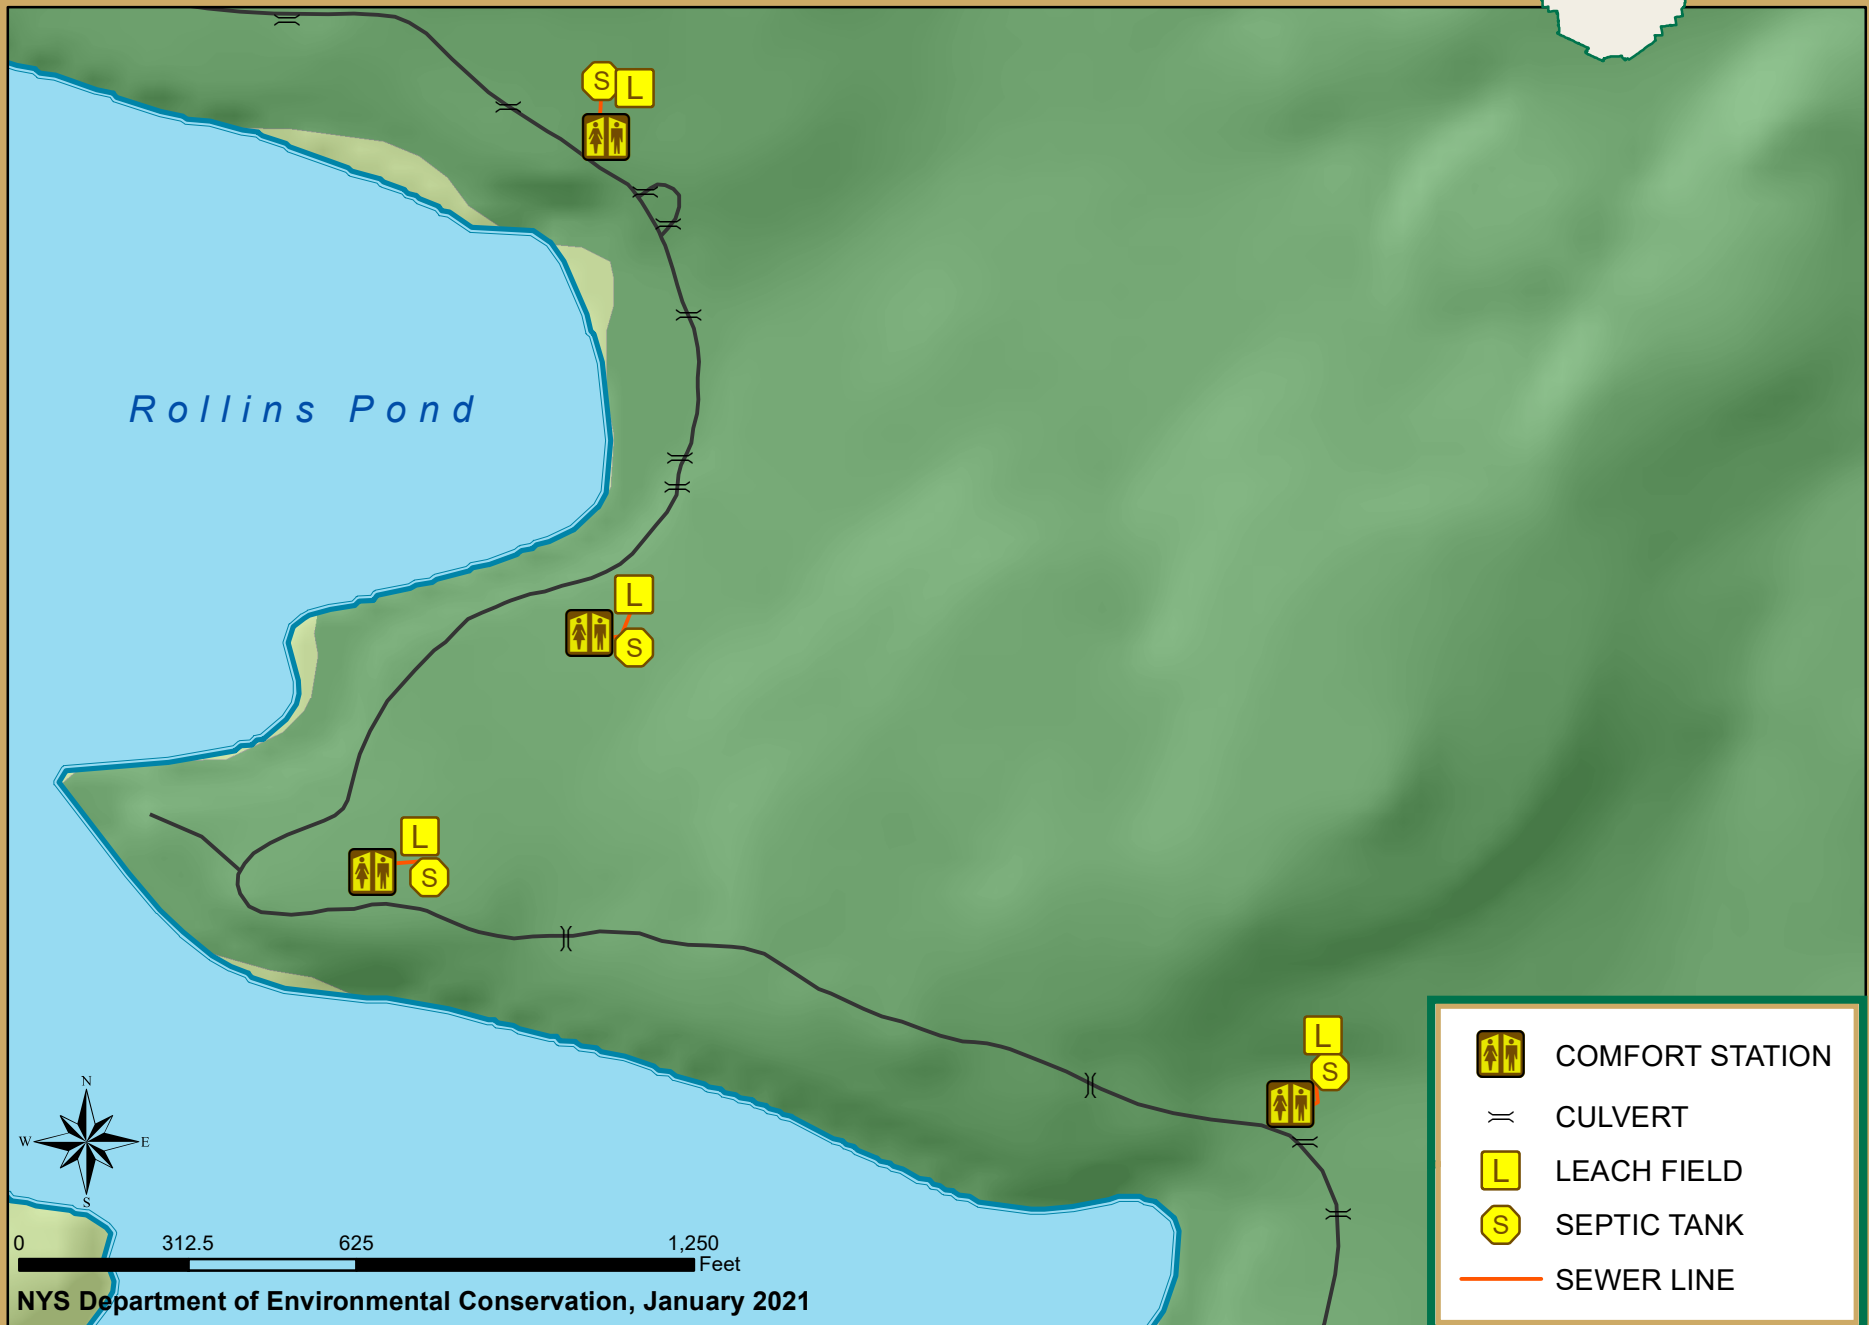 S L
Rollins Pond
L
S
L
S
L
S
COMFORT STATION
CULVERT
L LEACH FIELD
S SEPTIC TANK
SEWER LINE
N
W E
S
0 312.5 625 1,250
Feet
NYS Department of Environmental Conservation, January 2021